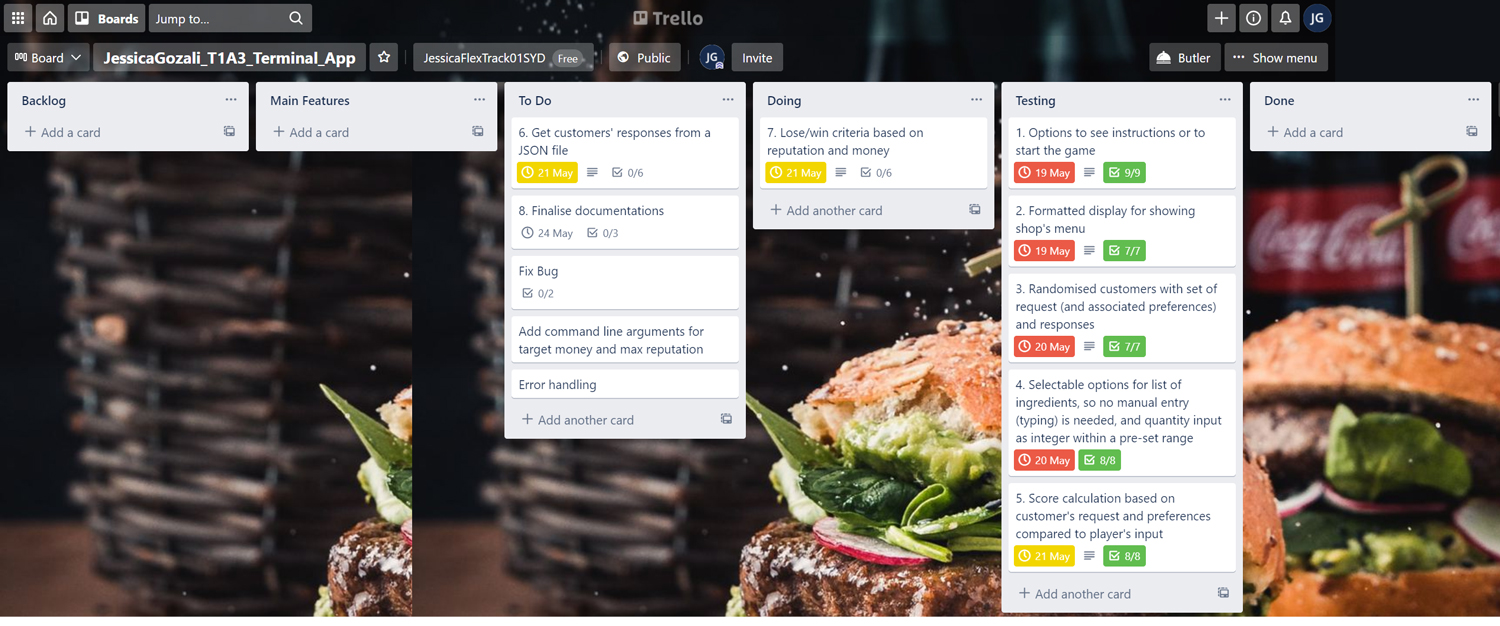 Boards
Jump to...
Trello
JG
Board
JessicaGozali_T1A3_Terminal_App
JessicaFlexTrack01SYD Free
Public
JG
Invite
Butler
Show menu
Backlog
Add a card
Main Features
Add a card
To Do
6. Get customers' responses from a
JSON file
21 May 0/6
8. Finalise documentations
24 May 0/3
Fix Bug
0/2
Add command line arguments for
target money and max reputation
Error handling
Add another card
Doing
7. Lose/win criteria based on
reputation and money
21 May 0/6
Add another card
Testing
1. Options to see instructions or to
start the game
19 May 9/9
2. Formatted display for showing
shop's menu
19 May 7/7
3. Randomised customers with set of
request (and associated preferences)
and responses
20 May 7/7
4. Selectable options for list of
ingredients, so no manual entry
(typing) is needed, and quantity input
as integer within a pre-set range
20 May 8/8
5. Score calculation based on
customer's request and preferences
compared to player's input
21 May 8/8
Add another card
Done
Add a card
Coca-Cola